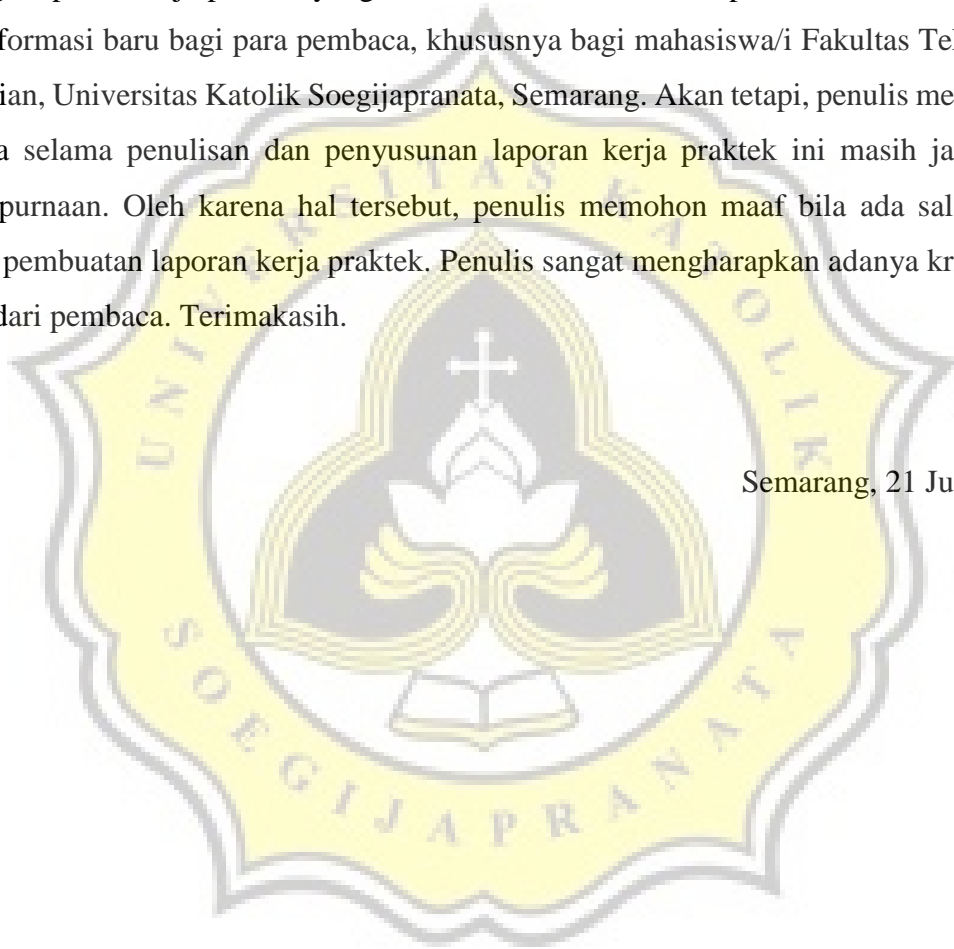 formasi baru bagi para pembaca, khususnya bagi mahasiswa/i Fakultas Te
ian, Universitas Katolik Soegijapranata, Semarang. Akan tetapi, penulis me
a selama penulisan dan penyusunan laporan kerja praktek ini masih ja
purnaan. Oleh karena hal tersebut, penulis memohon maaf bila ada sal
pembuatan laporan kerja praktek. Penulis sangat mengharapkan adanya kr
dari pembaca. Terimakasih.
Semarang, 21 Ju
UNIVERSITAS KATOLIK
SOEGIJAPRANATA